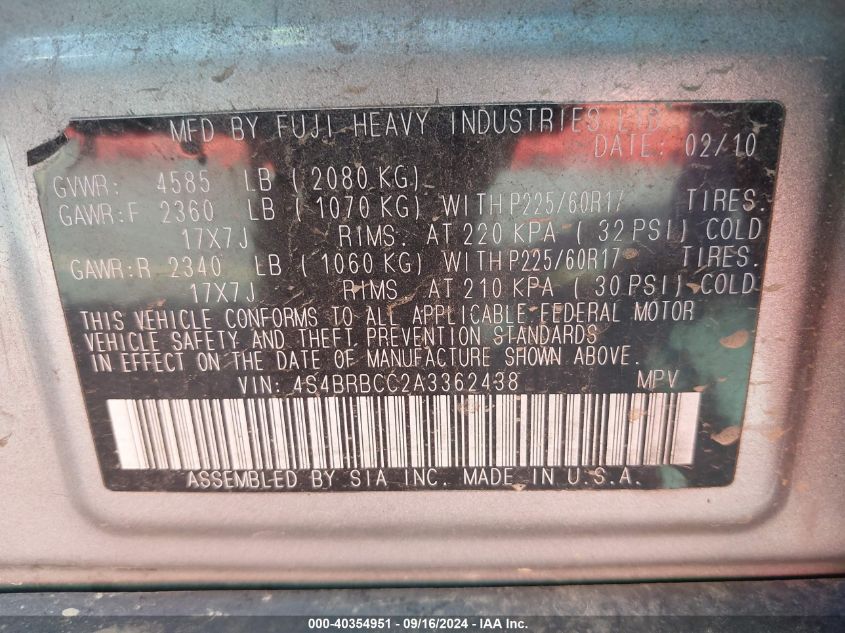 MFD BY FUJI HEAVY INDUSTRIES LTD.
DATE: 02/10
GVWR: 4585 LB ( 2080 KG)
GAWR:F 2360 LB ( 1070 KG) WITH P225/60R17 TIRES.
17X7J RIMS. AT 220 KPA ( 32 PSI) COLD
GAWR:R 2340 LB ( 1060 KG) WITH P225/60R17 TIRES.
17X7J RIMS AT 210 KPA ( 30 PSI) COLD
THIS VEHICLE CONFORMS TO ALL APPLICABLE FEDERAL MOTOR
VEHICLE SAFETY AND THEFT PREVENTION STANDARDS
IN EFFECT ON THE DATE OF MANUFACTURE SHOWN ABOVE.
VIN: 4S4BRBCC2A3362438 MPV
ASSEMBLED BY SIA INC. MADE IN U.S.A.
000-40354951 - 09/16/2024 - IAA Inc.